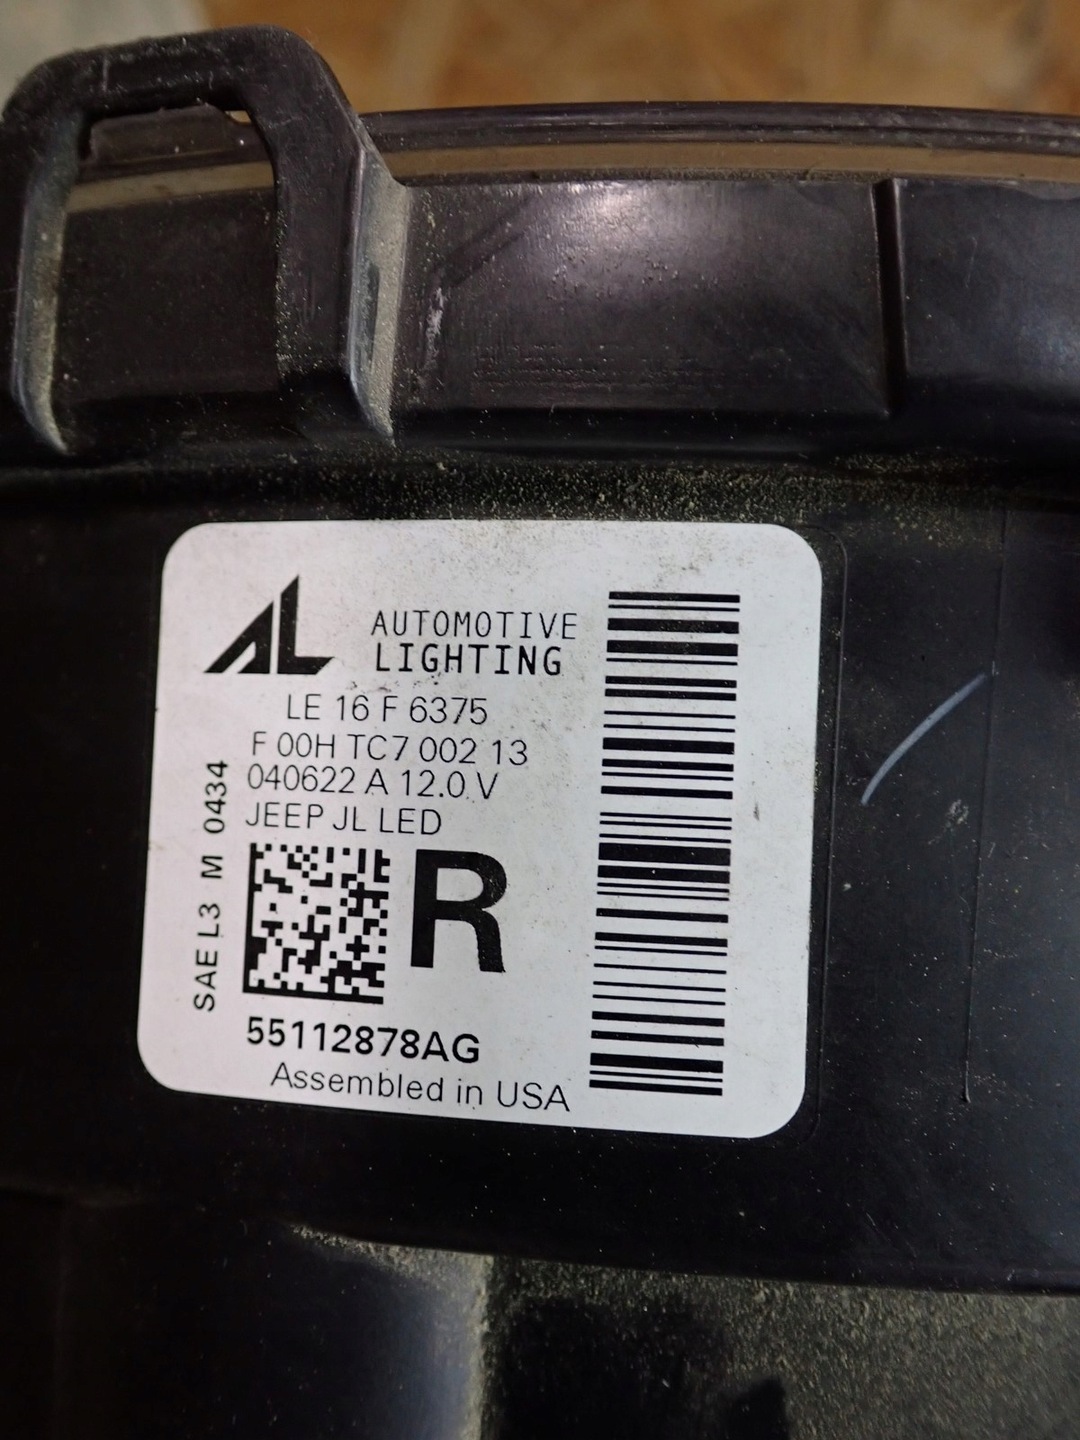 AL AUTOMOTIVE
LIGHTING
LE 16 F 6375
F 00H TC7 002 13
040622 A 12.0 V
JEEP JL LED
SAE L3 M 0434
R
55112878AG
Assembled in USA